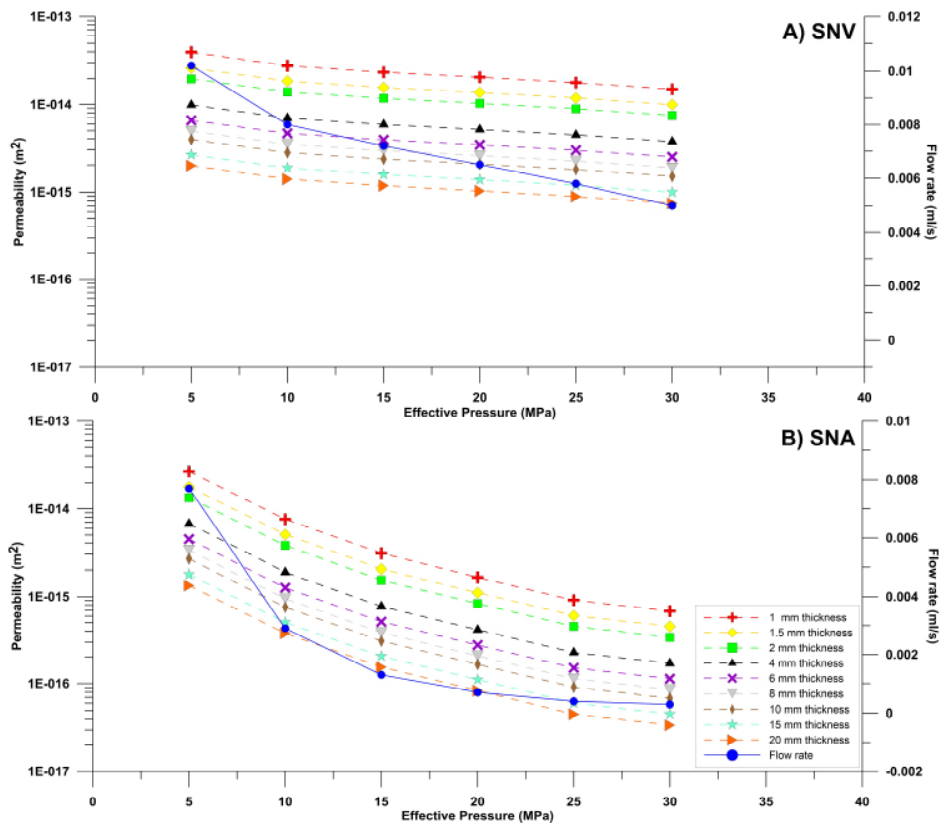 A) SNV
1E-013
1E-014
1E-015
1E-016
1E-017
Permeability (m2)
0.012
0.01
0.008
0.006
0.004
0.002
0
Flow rate (ml/s)
0 5 10 15 20 25 30 35 40
Effective Pressure (MPa)
B) SNA
1E-013
1E-014
1E-015
1E-016
1E-017
Permeability (m2)
0.01
0.008
0.006
0.004
0.002
0
-0.002
Flow rate (ml/s)
1 mm thickness
1.5 mm thickness
2 mm thickness
4 mm thickness
6 mm thickness
8 mm thickness
10 mm thickness
15 mm thickness
20 mm thickness
Flow rate
0 5 10 15 20 25 30 35 40
Effective Pressure (MPa)